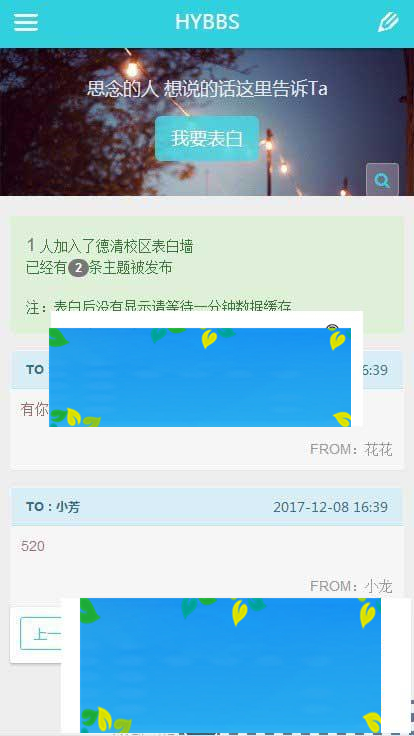 HYBBS
思念的人 想说的话这里告诉Ta
我要表白
1 人加入了德清校区表白墙
已经有2条主题被发布
注：表白后没有显示请等待一分钟数据缓存
TO 6:39
有你
FROM：花花
TO：小芳 2017-12-08 16:39
520
FROM：小龙
上一